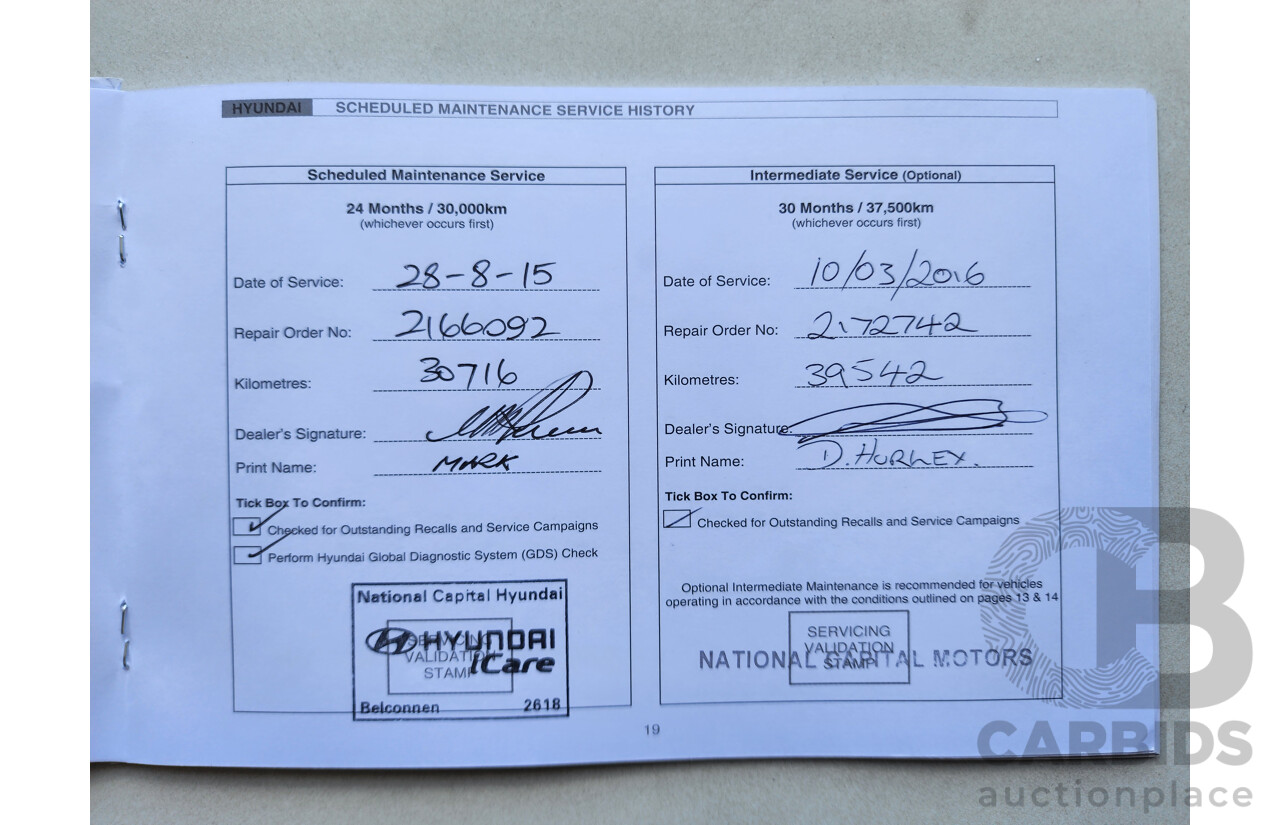 HYUNDAI SCHEDULED MAINTENANCE SERVICE HISTORY
Scheduled Maintenance Service
24 Months / 30,000km
(whichever occurs first)
Date of Service: 28-8-15
Repair Order No: 2166092
Kilometres: 30716
Dealer's Signature:
Print Name: MARK
Tick Box To Confirm:
Checked for Outstanding Recalls and Service Campaigns
Perform Hyundai Global Diagnostic System (GDS) Check
National Capital Hyundai
HYUNDAI
iCare
SERVICING
VALIDATION
STAMP
Belconnen 2618
Intermediate Service (Optional)
30 Months / 37,500km
(whichever occurs first)
Date of Service: 10/03/2016
Repair Order No: 2172742
Kilometres: 39542
Dealer's Signature:
Print Name: D. HURLEY.
Tick Box To Confirm:
Checked for Outstanding Recalls and Service Campaigns
Optional Intermediate Maintenance is recommended for vehicles
operating in accordance with the conditions outlined on pages 13 & 14
SERVICING
VALIDATION
STAMP
NATIONAL CAPITAL MOTORS
19
CB
CARBIDS
auctionplace